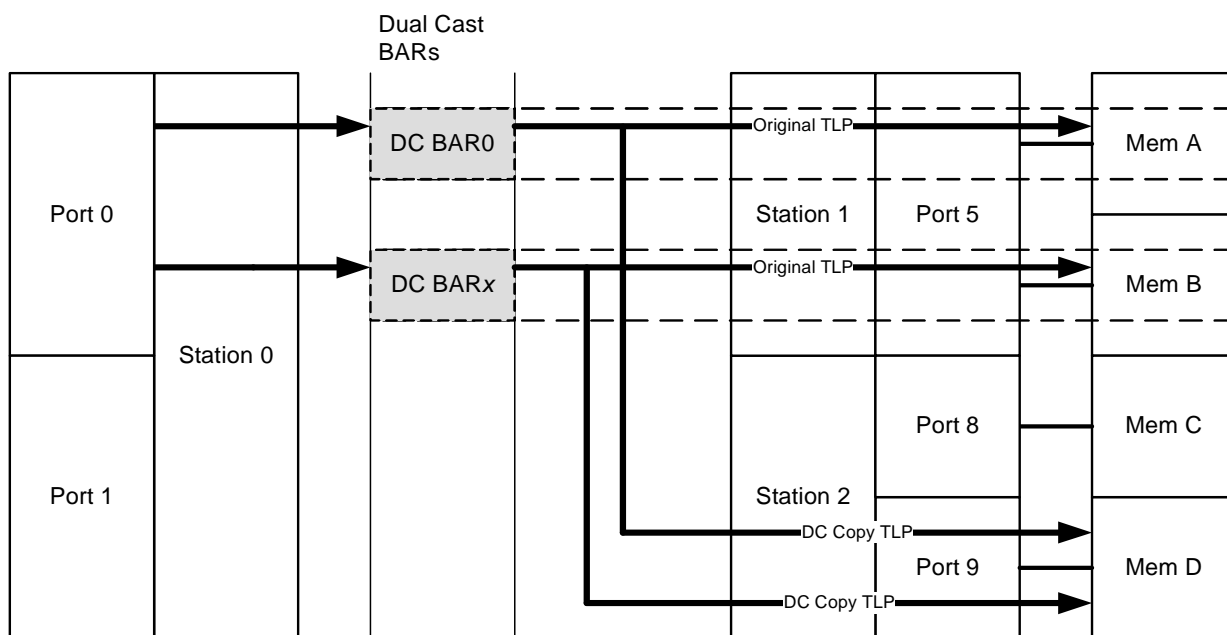 Dual Cast
BARs
DC BAR0
Original TLP
Mem A
Port 0
Station 1
Port 5
DC BARx
Original TLP
Mem B
Station 0
Port 8
Mem C
Port 1
Station 2
DC Copy TLP
Port 9
Mem D
DC Copy TLP